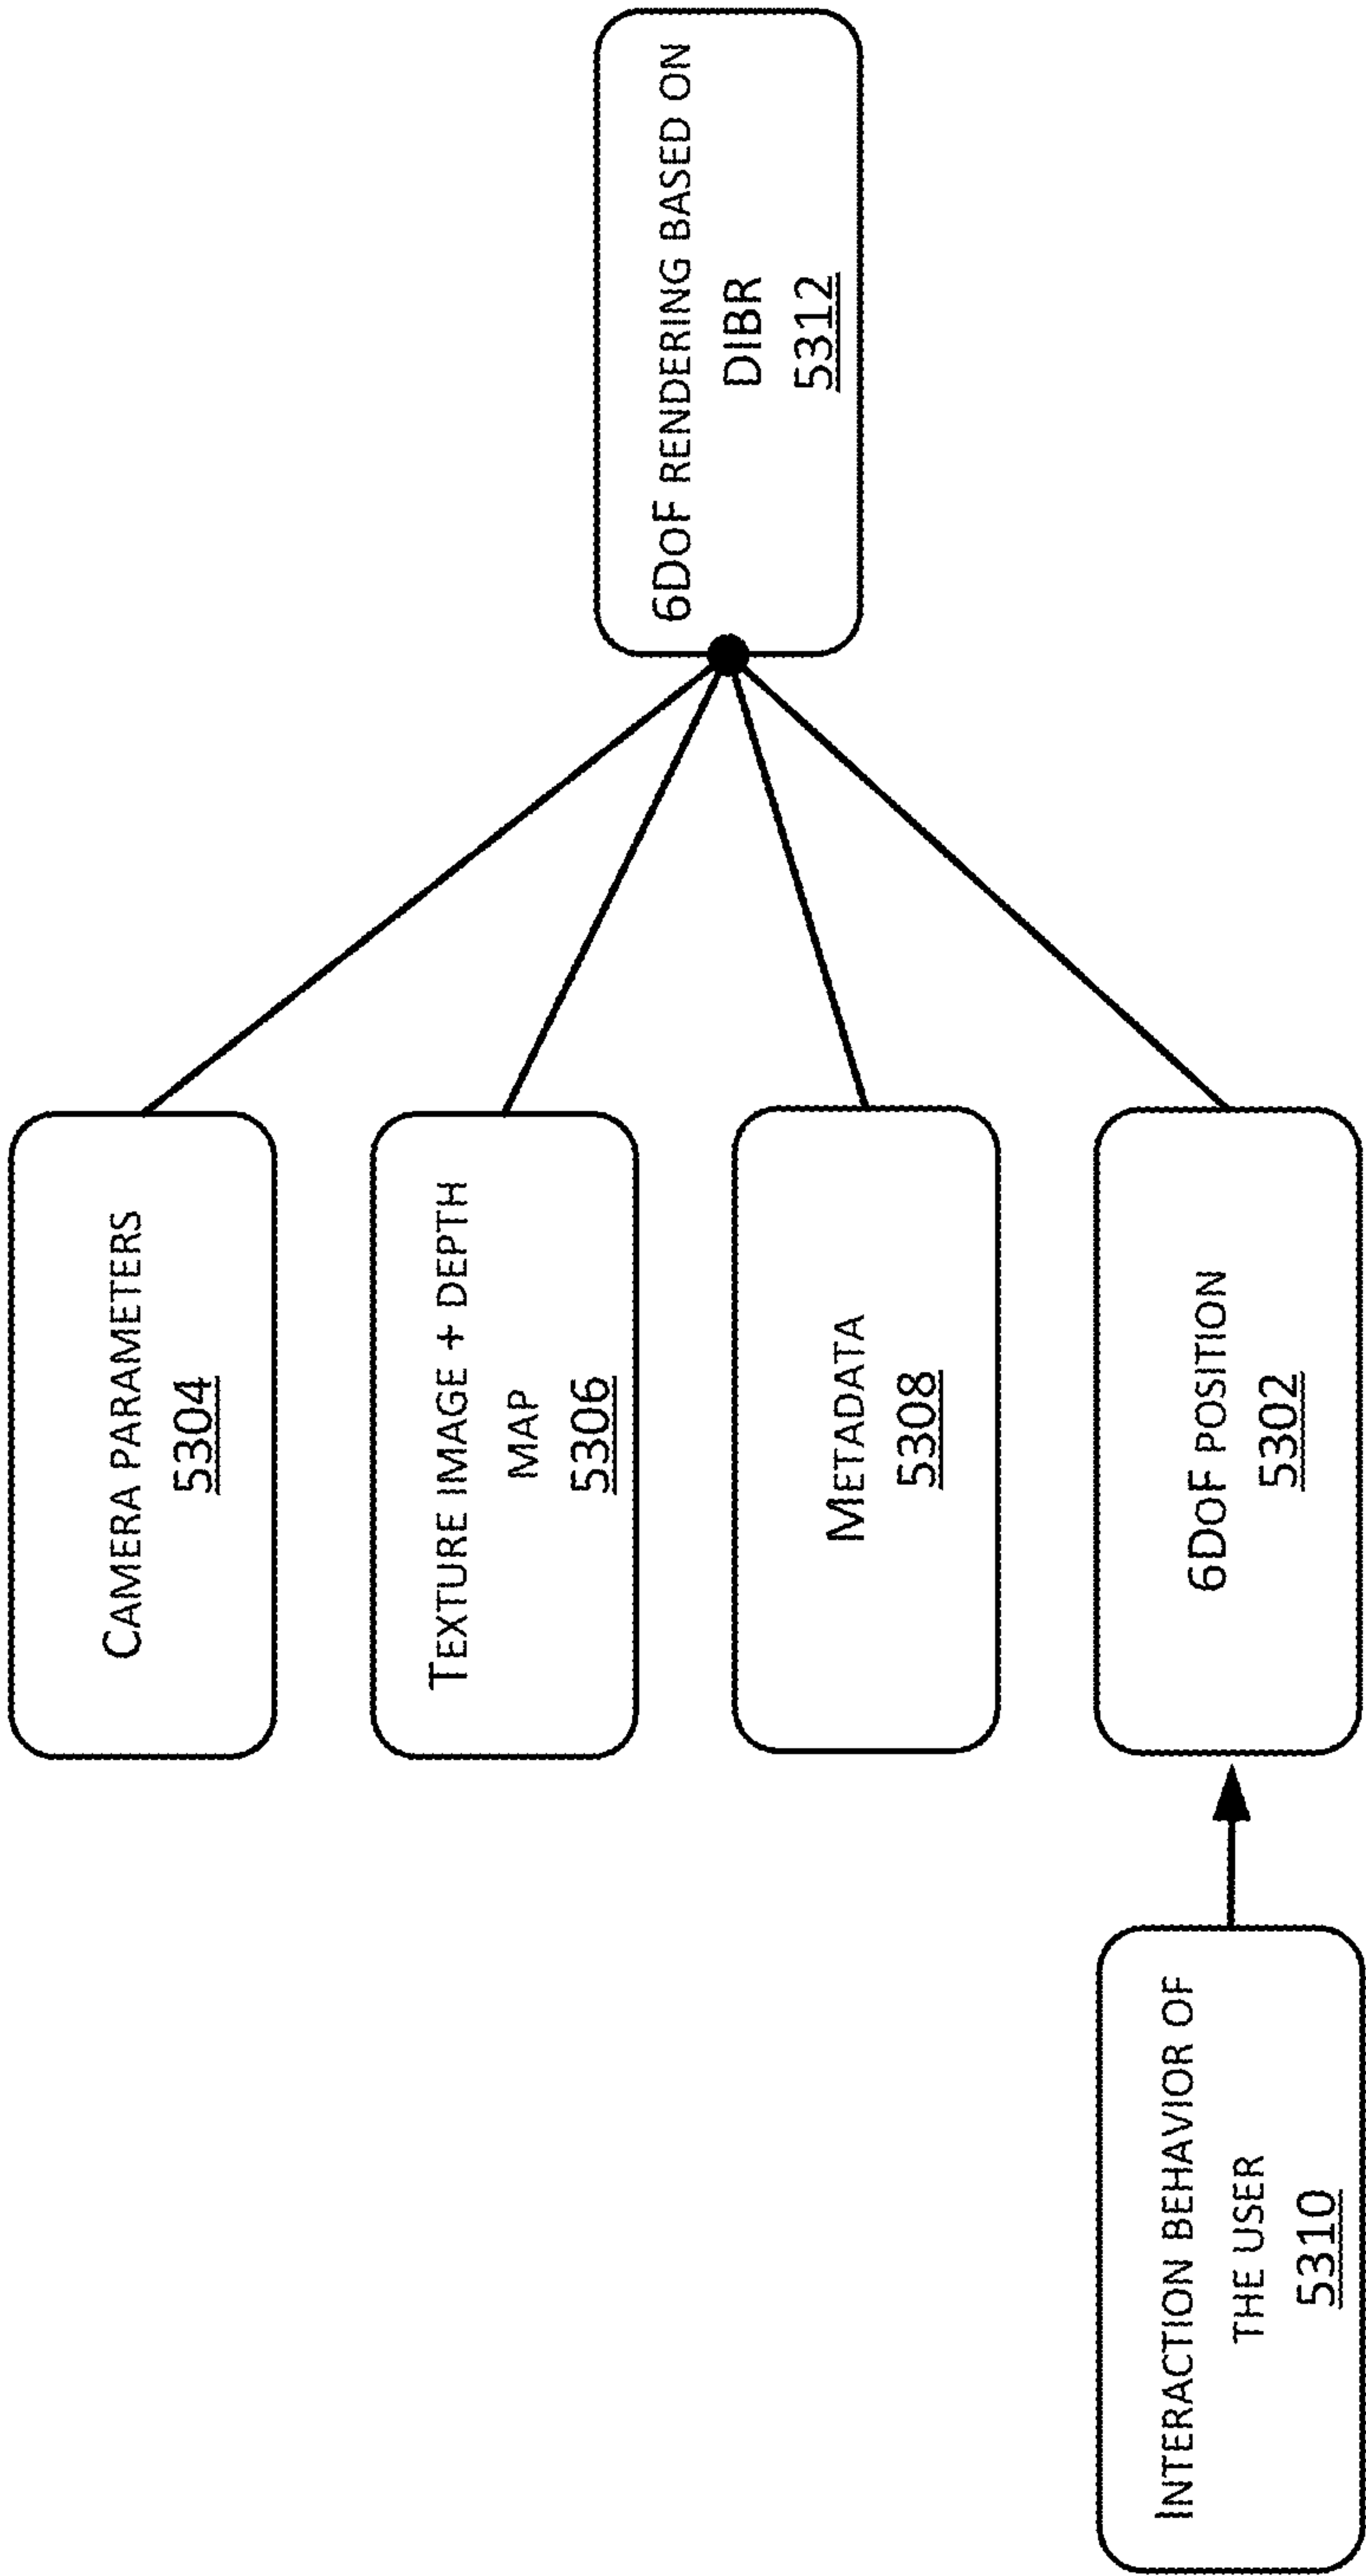 Camera parameters
5304
Texture image + depth
map
5306
Metadata
5308
Interaction behavior of
the user
5310
6DoF position
5302
6DoF rendering based on
DIBR
5312